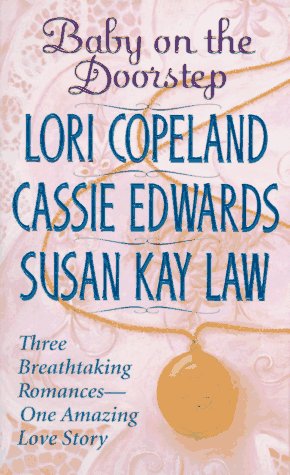 Baby on the
Doorstep
LORI COPELAND
CASSIE EDWARDS
SUSAN KAY LAW
Three
Breathtaking
Romances—
One Amazing
Love Story